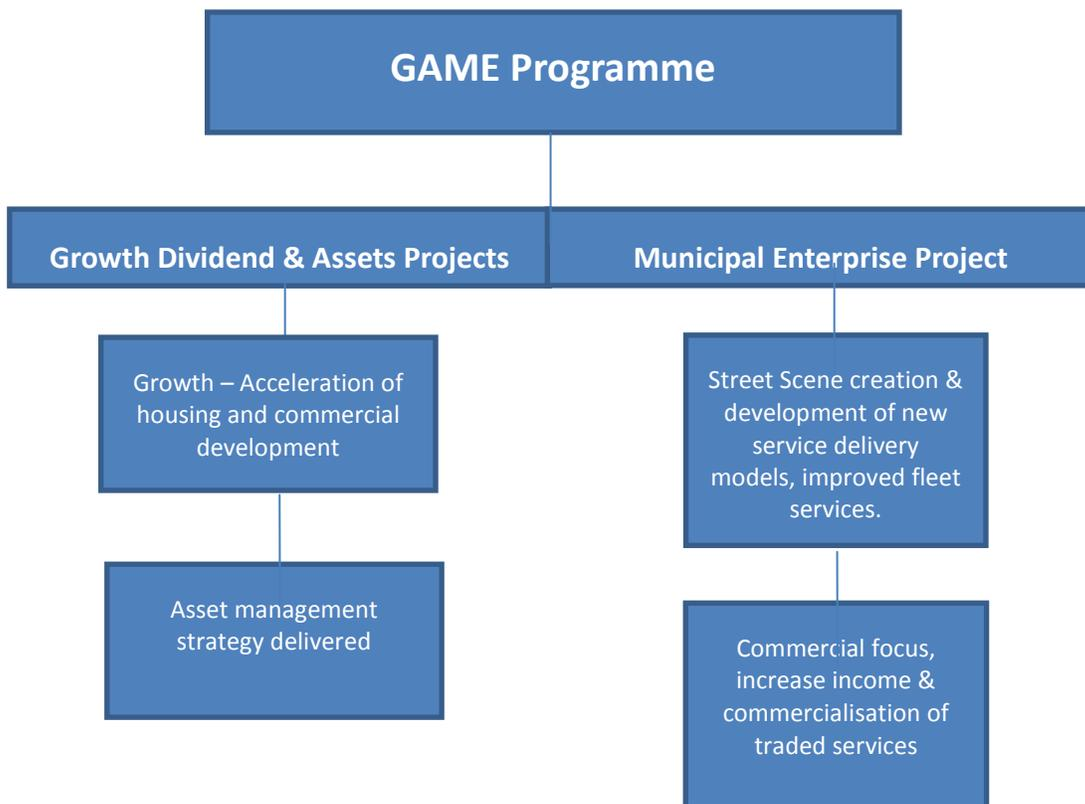 GAME Programme
Growth Dividend & Assets Projects
Municipal Enterprise Project
Growth – Acceleration of
housing and commercial
development
Asset management
strategy delivered
Street Scene creation &
development of new
service delivery
models, improved fleet
services.
Commercial focus,
increase income &
commercialisation of
traded services